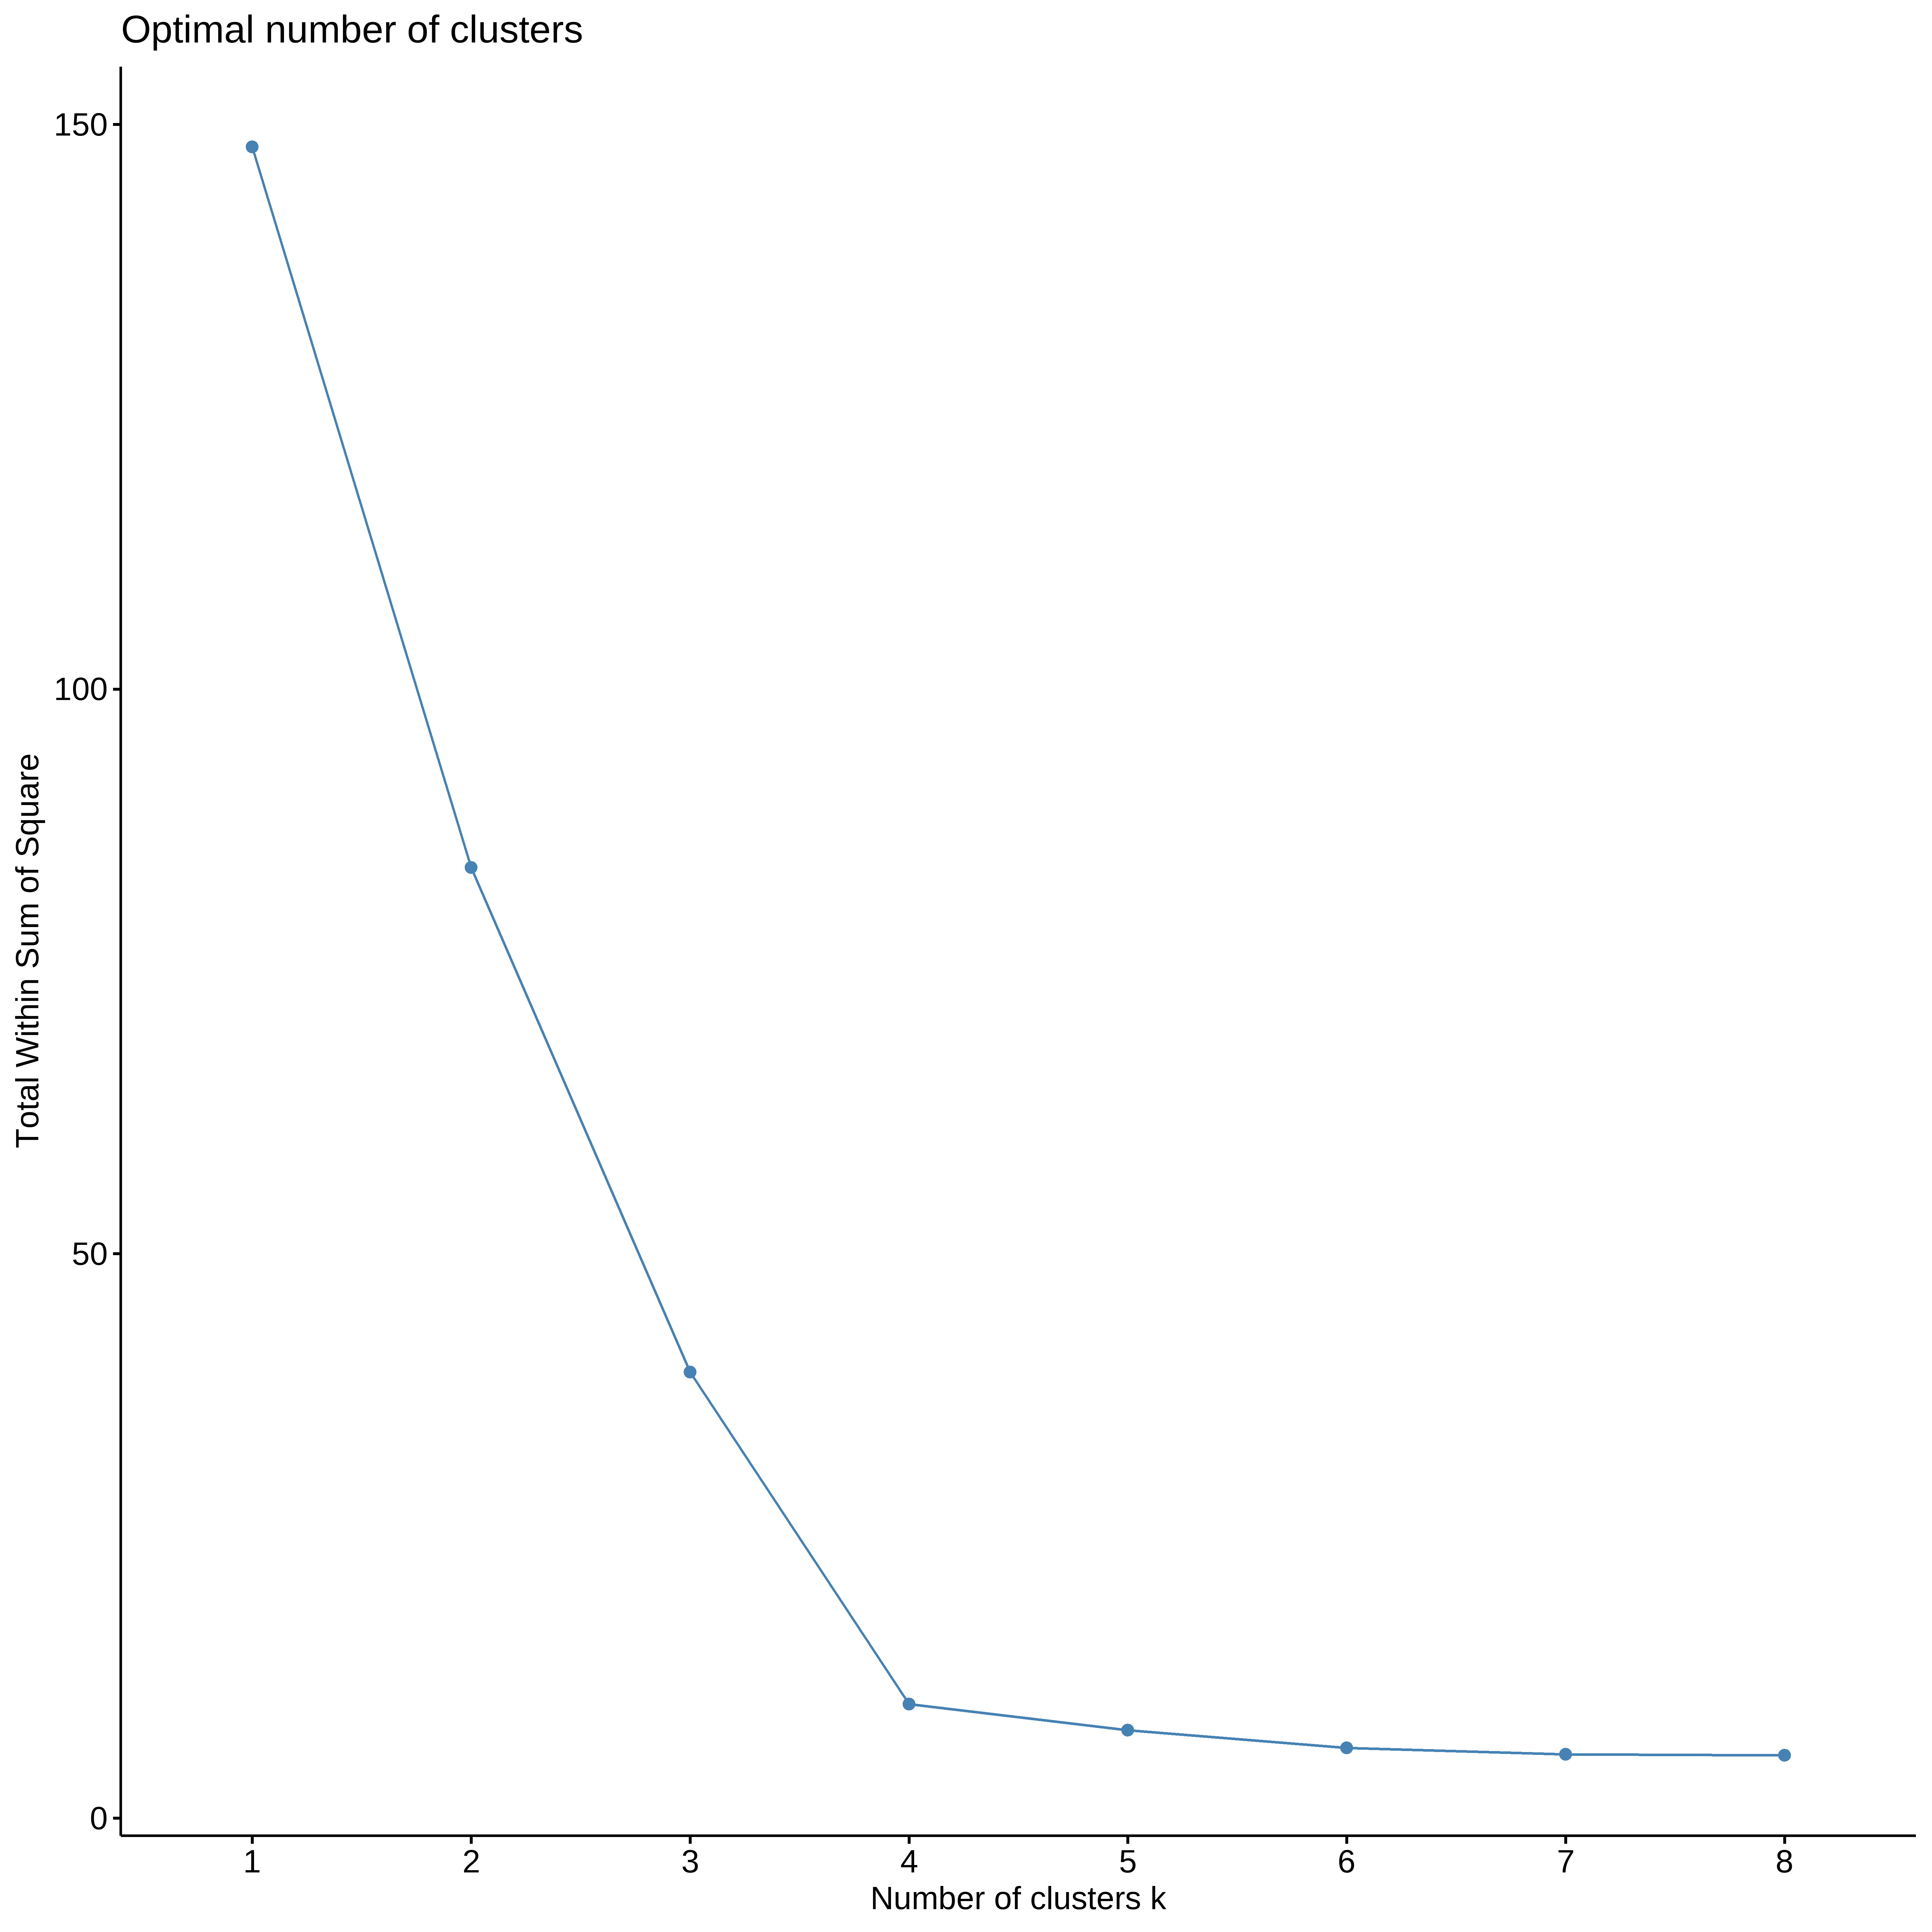 Optimal number of clusters
150
100
50
0
Total Within Sum of Square
1 2 3 4 5 6 7 8
Number of clusters k